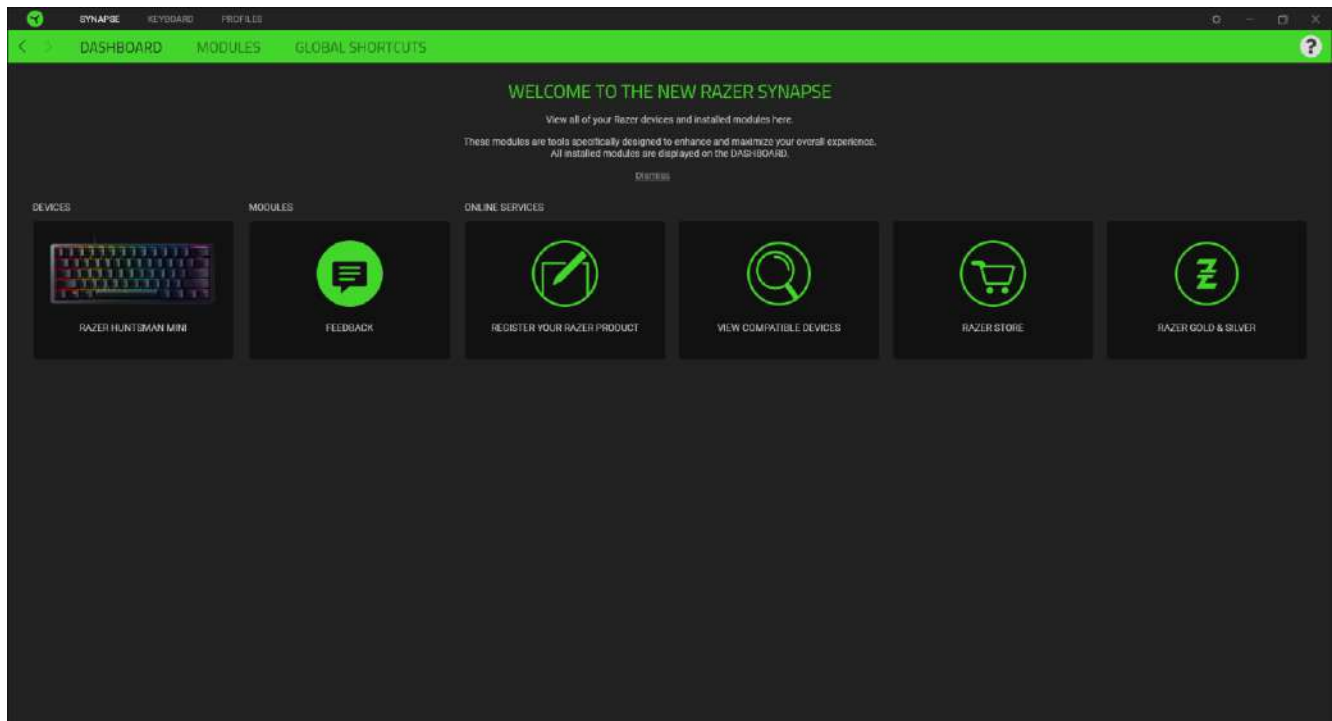 SYNAPSE KEYBOARD PROFILES
DASHBOARD MODULES GLOBAL SHORTCUTS ?
WELCOME TO THE NEW RAZER SYNAPSE
View all of your Razer devices and installed modules here.
These modules are tools specifically designed to enhance and maximize your overall experience.
All installed modules are displayed on the DASHBOARD.
Dismiss
DEVICES MODULES ONLINE SERVICES
RAZER HUNTSMAN MINI FEEDBACK REGISTER YOUR RAZER PRODUCT VIEW COMPATIBLE DEVICES RAZER STORE RAZER GOLD & SILVER